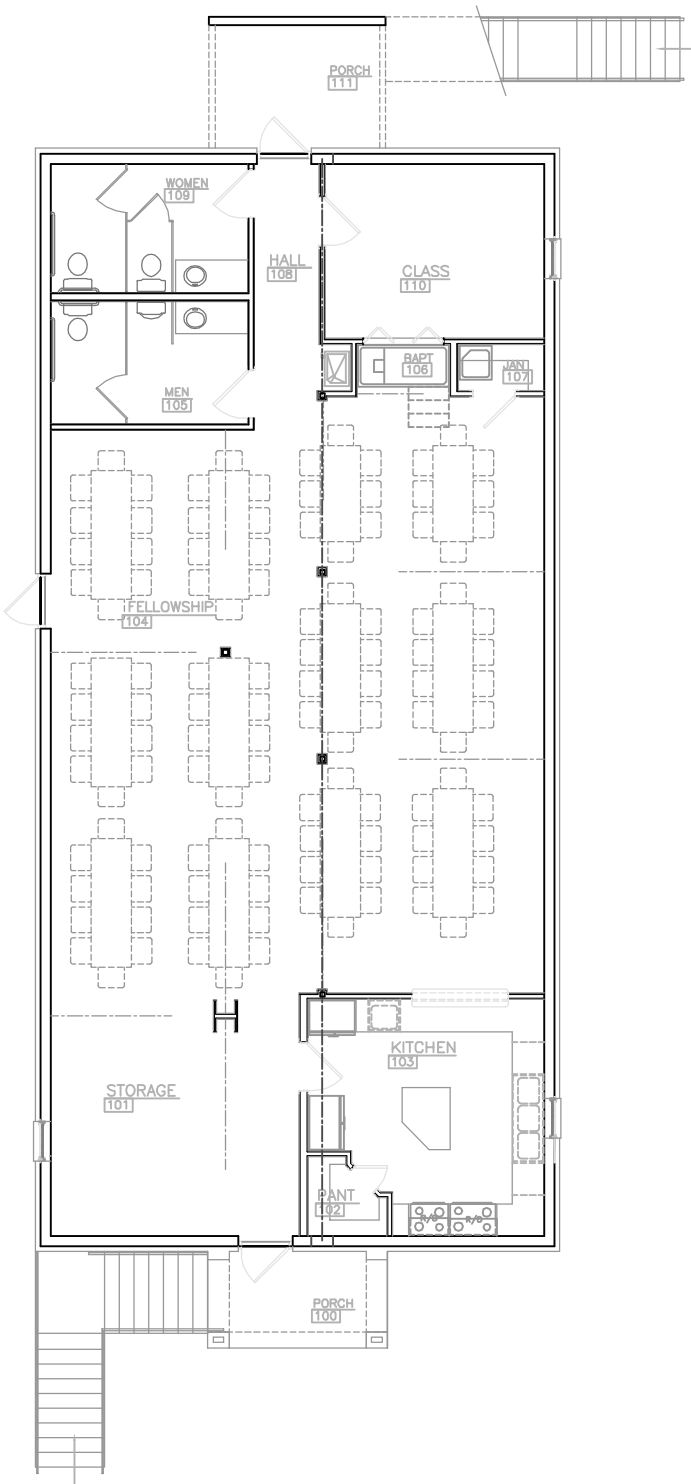 PORCH
111
WOMEN
109
HALL
108
CLASS
110
BAPT
106
JAN
107
MEN
105
FELLOWSHIP
104
KITCHEN
103
STORAGE
101
PANT
102
R/O
R/O
PORCH
100